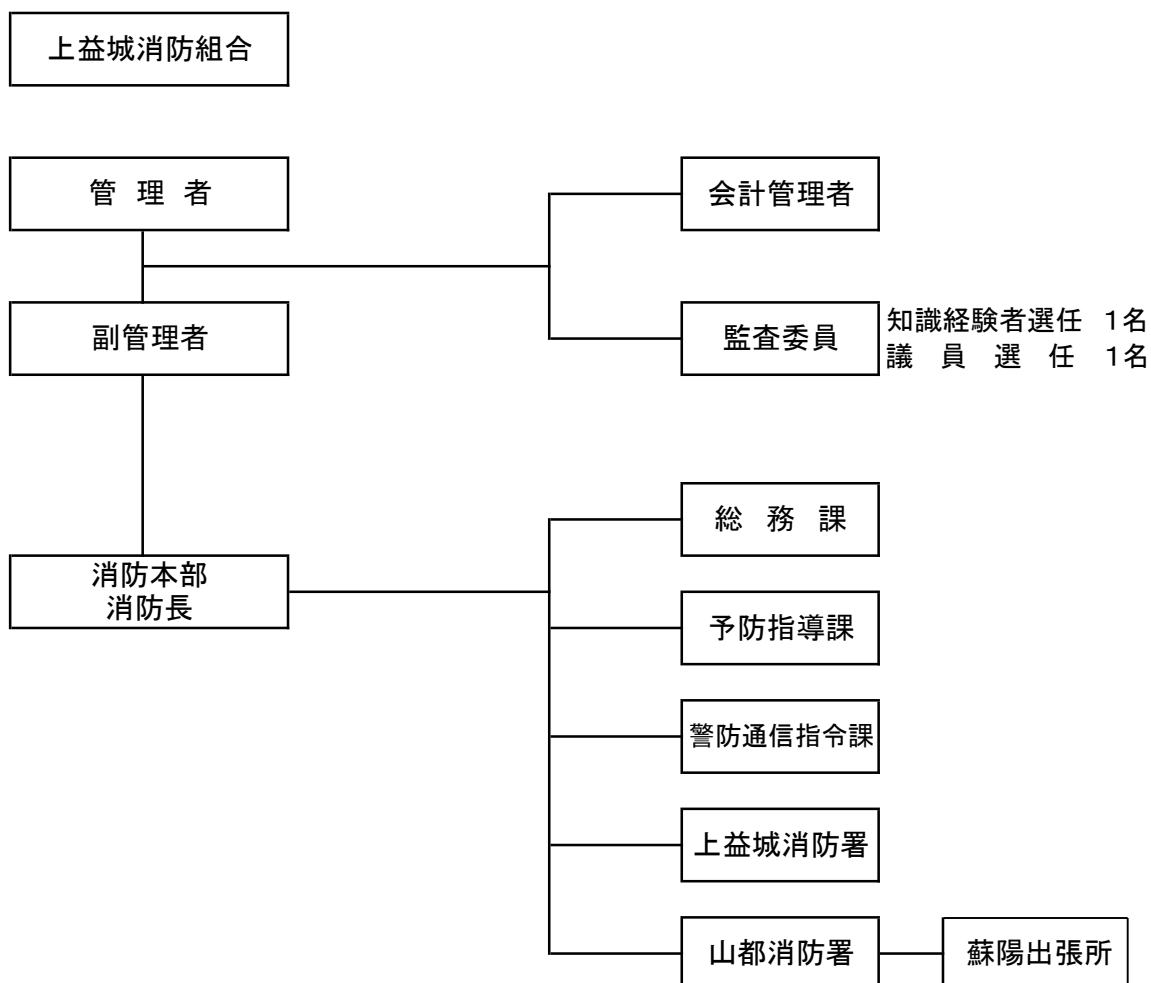 上益城消防組合
管　理　者
会計管理者
副管理者
監査委員
知識経験者選任　1名
議　員　選　任　1名
総　務　課
消防本部
消防長
予防指導課
警防通信指令課
上益城消防署
山都消防署
蘇陽出張所